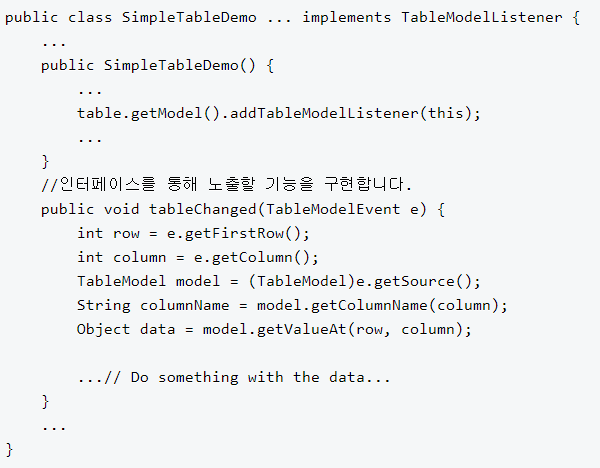 public class SimpleTableDemo ... implements TableModelListener {
    ...
    public SimpleTableDemo() {
        ...
        table.getModel().addTableModelListener(this);
        ...
    }
    //인터페이스를 통해 노출할 기능을 구현합니다.
    public void tableChanged(TableModelEvent e) {
        int row = e.getFirstRow();
        int column = e.getColumn();
        TableModel model = (TableModel)e.getSource();
        String columnName = model.getColumnName(column);
        Object data = model.getValueAt(row, column);

        ...// Do something with the data...
    }
    ...
}